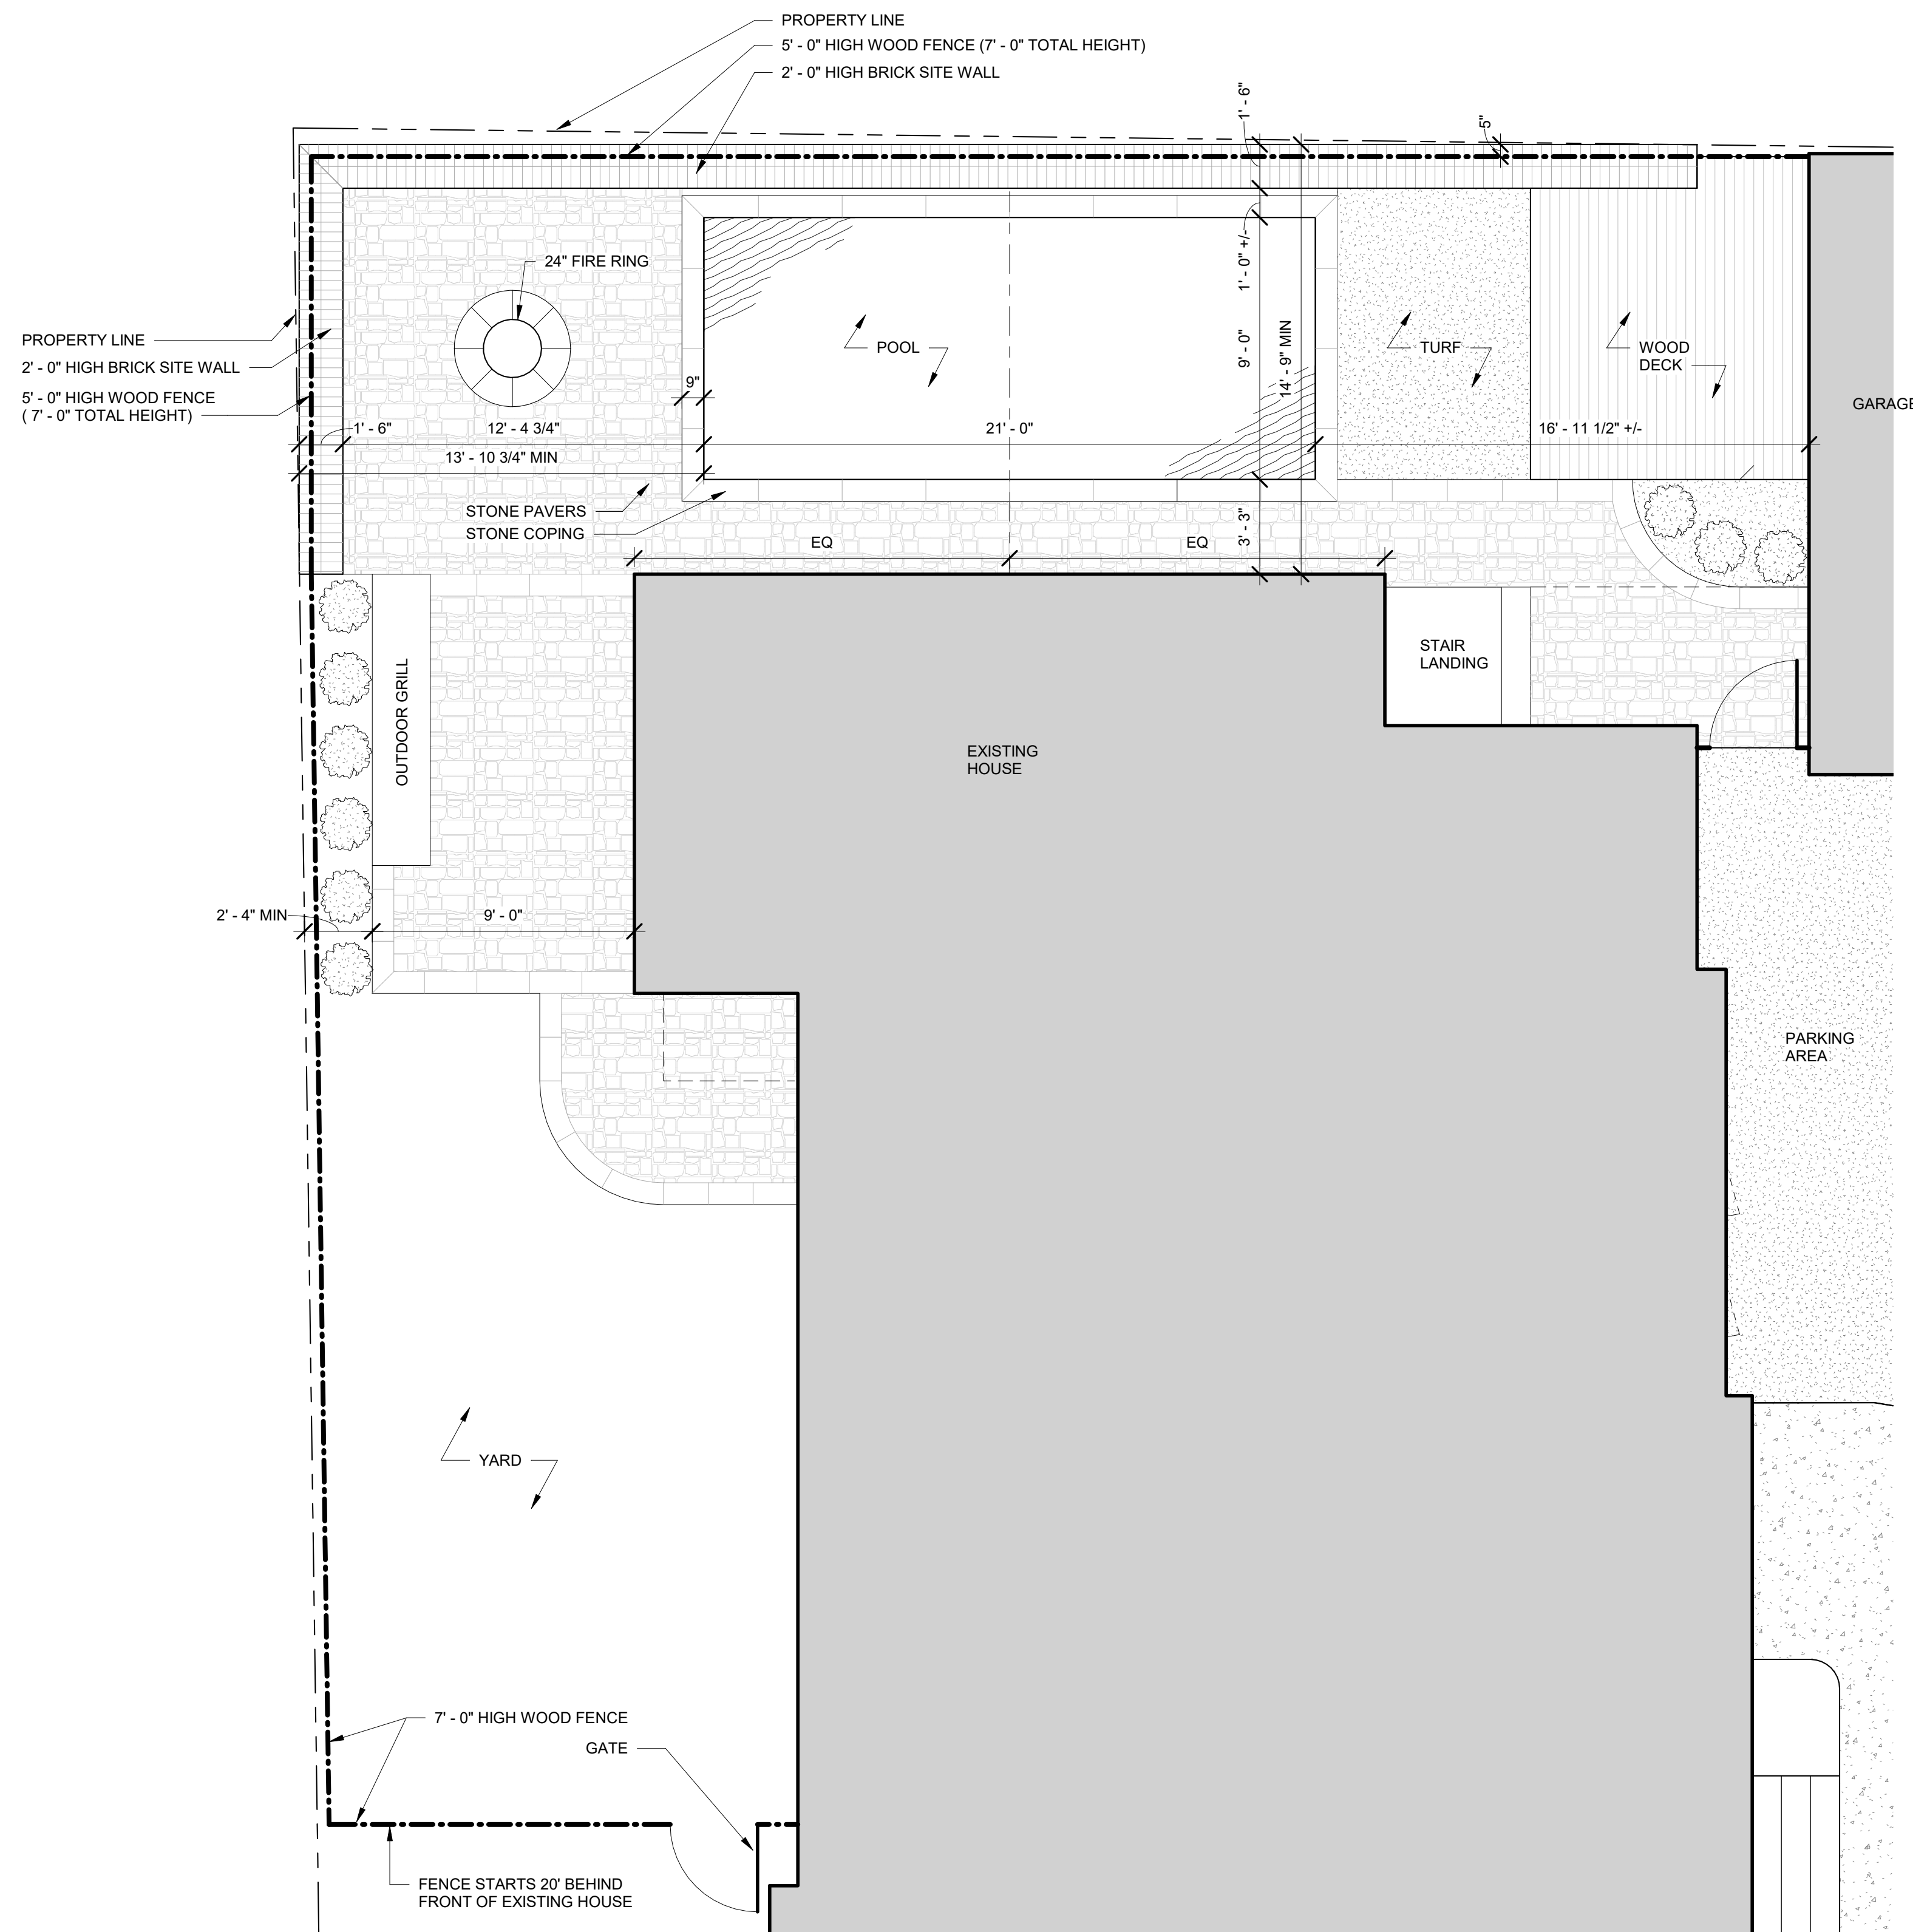 PROPERTY LINE
5' - 0" HIGH WOOD FENCE (7' - 0" TOTAL HEIGHT)
2' - 0" HIGH BRICK SITE WALL
1' - 6"
5"
24" FIRE RING
PROPERTY LINE
2' - 0" HIGH BRICK SITE WALL
5' - 0" HIGH WOOD FENCE
( 7' - 0" TOTAL HEIGHT)
POOL
TURF
WOOD
DECK
GARAGE
1' - 0" +/-
9' - 0"
14' - 9" MIN
9"
1' - 6"
12' - 4 3/4"
21' - 0"
16' - 11 1/2" +/-
13' - 10 3/4" MIN
STONE PAVERS
STONE COPING
3' - 3"
EQ
EQ
OUTDOOR GRILL
STAIR
LANDING
EXISTING
HOUSE
2' - 4" MIN
9' - 0"
PARKING
AREA
YARD
7' - 0" HIGH WOOD FENCE
GATE
FENCE STARTS 20' BEHIND
FRONT OF EXISTING HOUSE